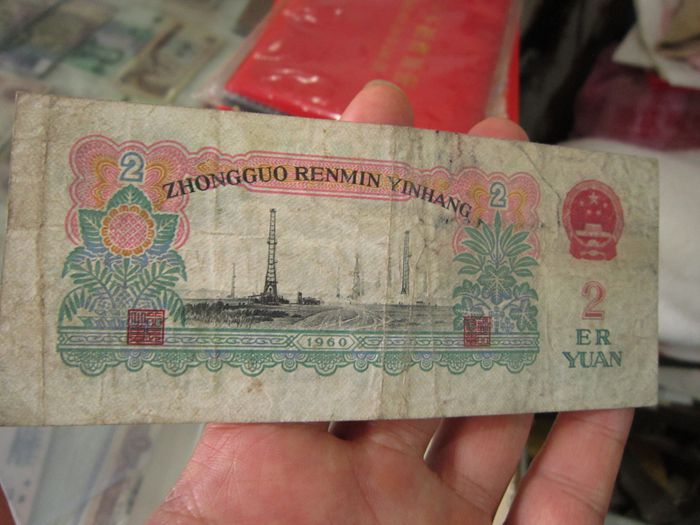 2
2
ZHONGGUO RENMIN YINHANG
1960
2
ER
YUAN